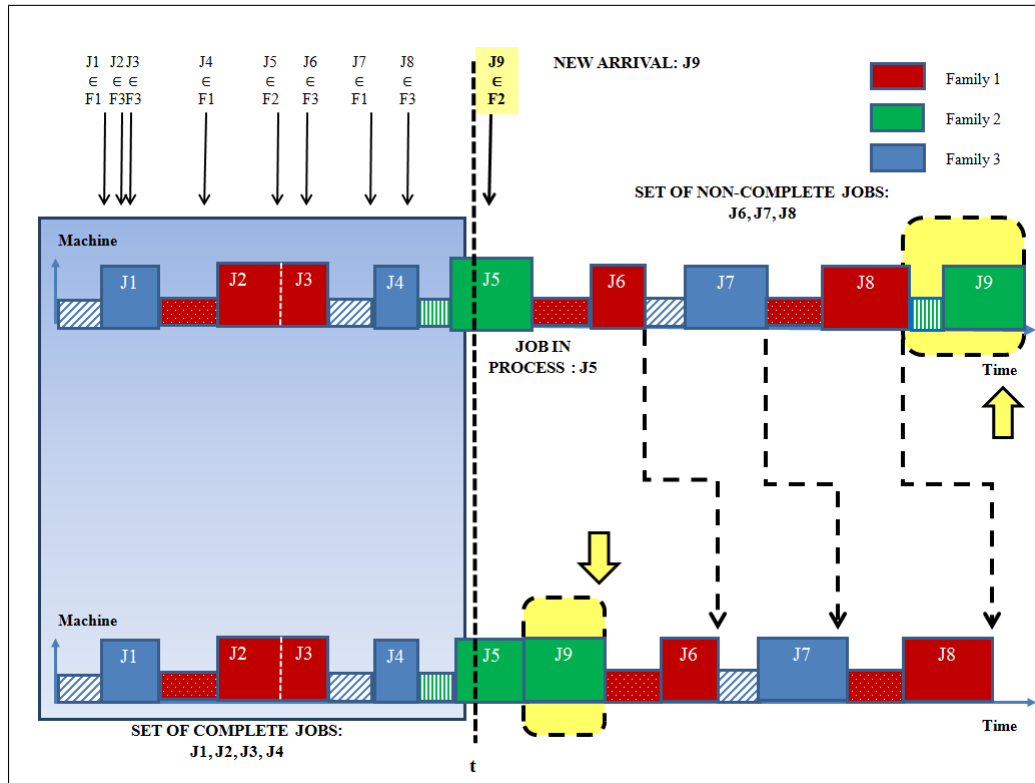 J1 J2 J3 J4 J5 J6 J7 J8 J9
∈ ∈ ∈ ∈ ∈ ∈ ∈ ∈ ∈
F1 F3 F3 F1 F2 F3 F1 F3 F2
NEW ARRIVAL: J9
Family 1
Family 2
Family 3
SET OF NON-COMPLETE JOBS:
J6, J7, J8
Machine
J1 J2 J3 J4 J5 J6 J7 J8 J9
JOB IN
PROCESS : J5
Time
Machine
J1 J2 J3 J4 J5 J9 J6 J7 J8
Time
SET OF COMPLETE JOBS:
J1, J2, J3, J4
t